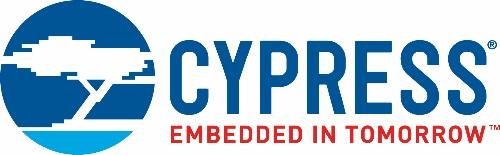 CYPRESS®
EMBEDDED IN TOMORROW™